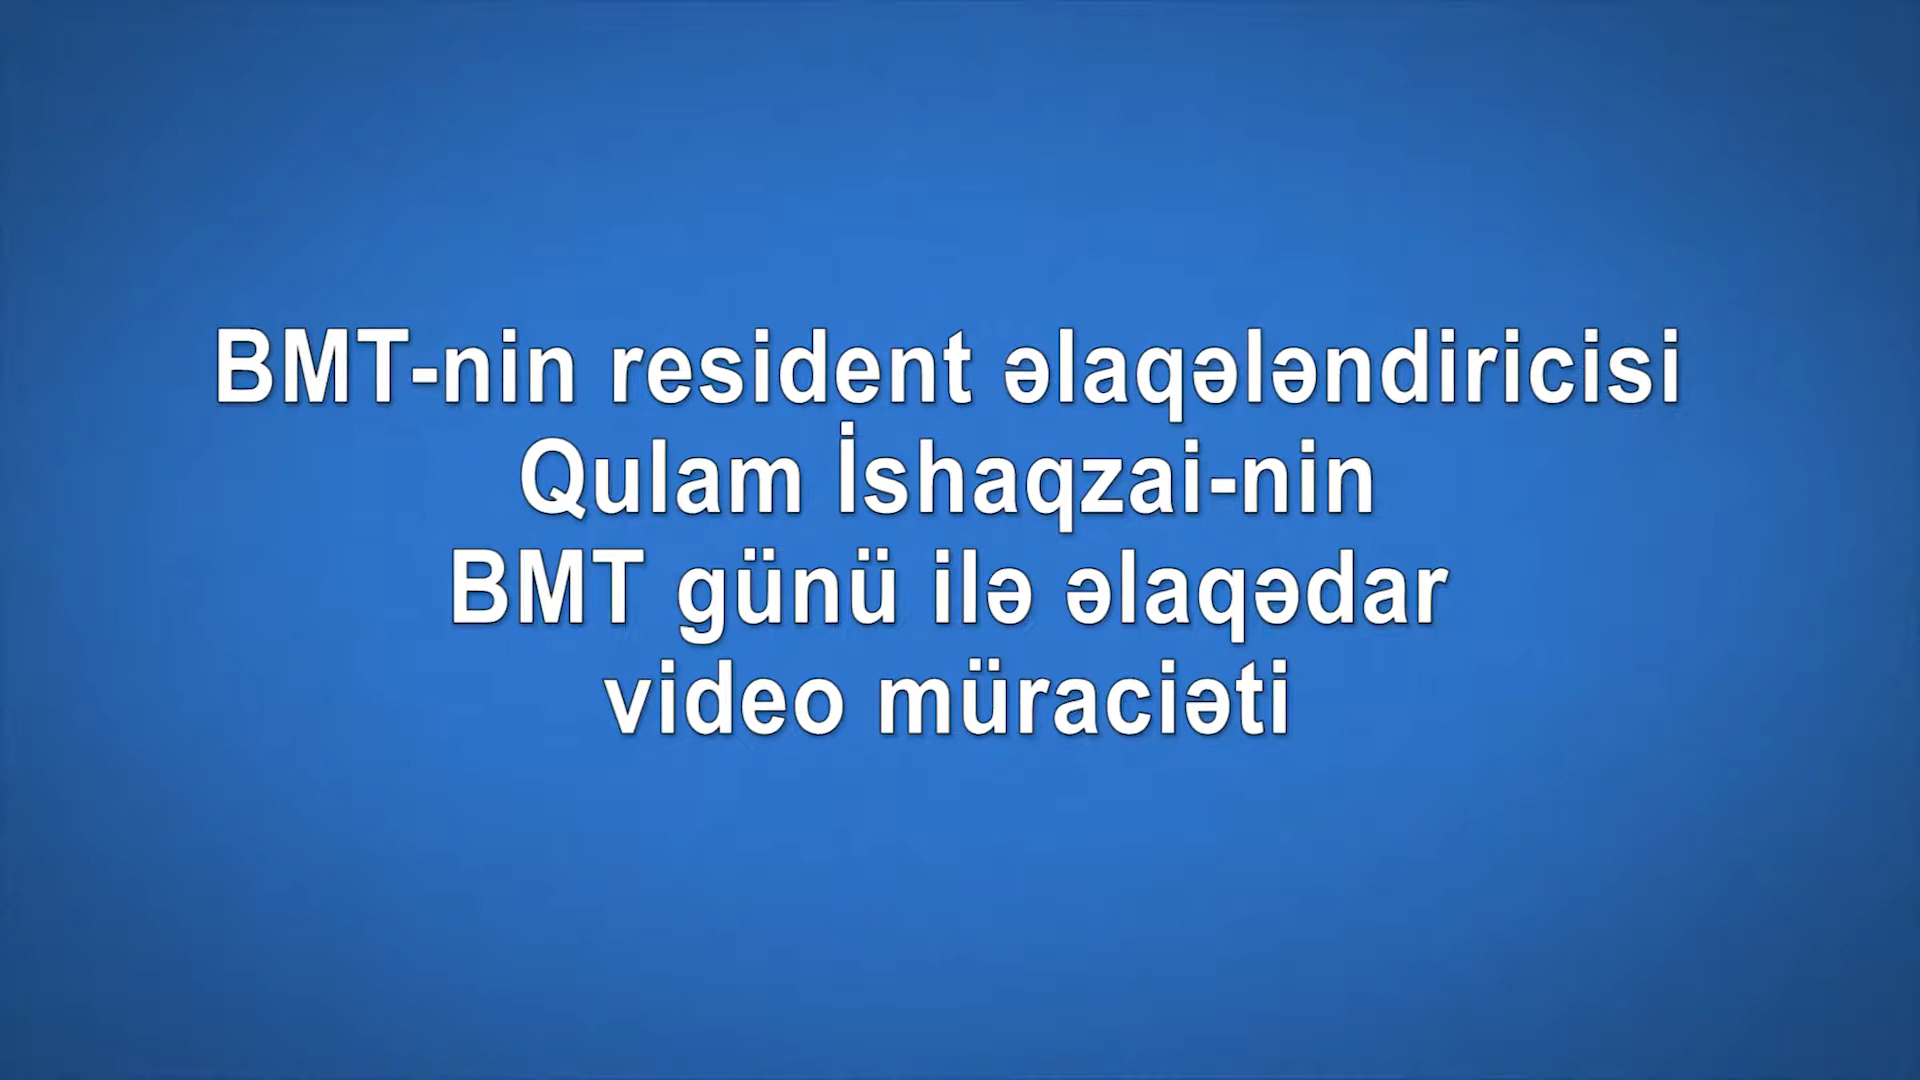 BMT-nin resident əlaqələndiricisi
Qulam İshaqzai-nin
BMT günü ilə əlaqədar
video müraciəti